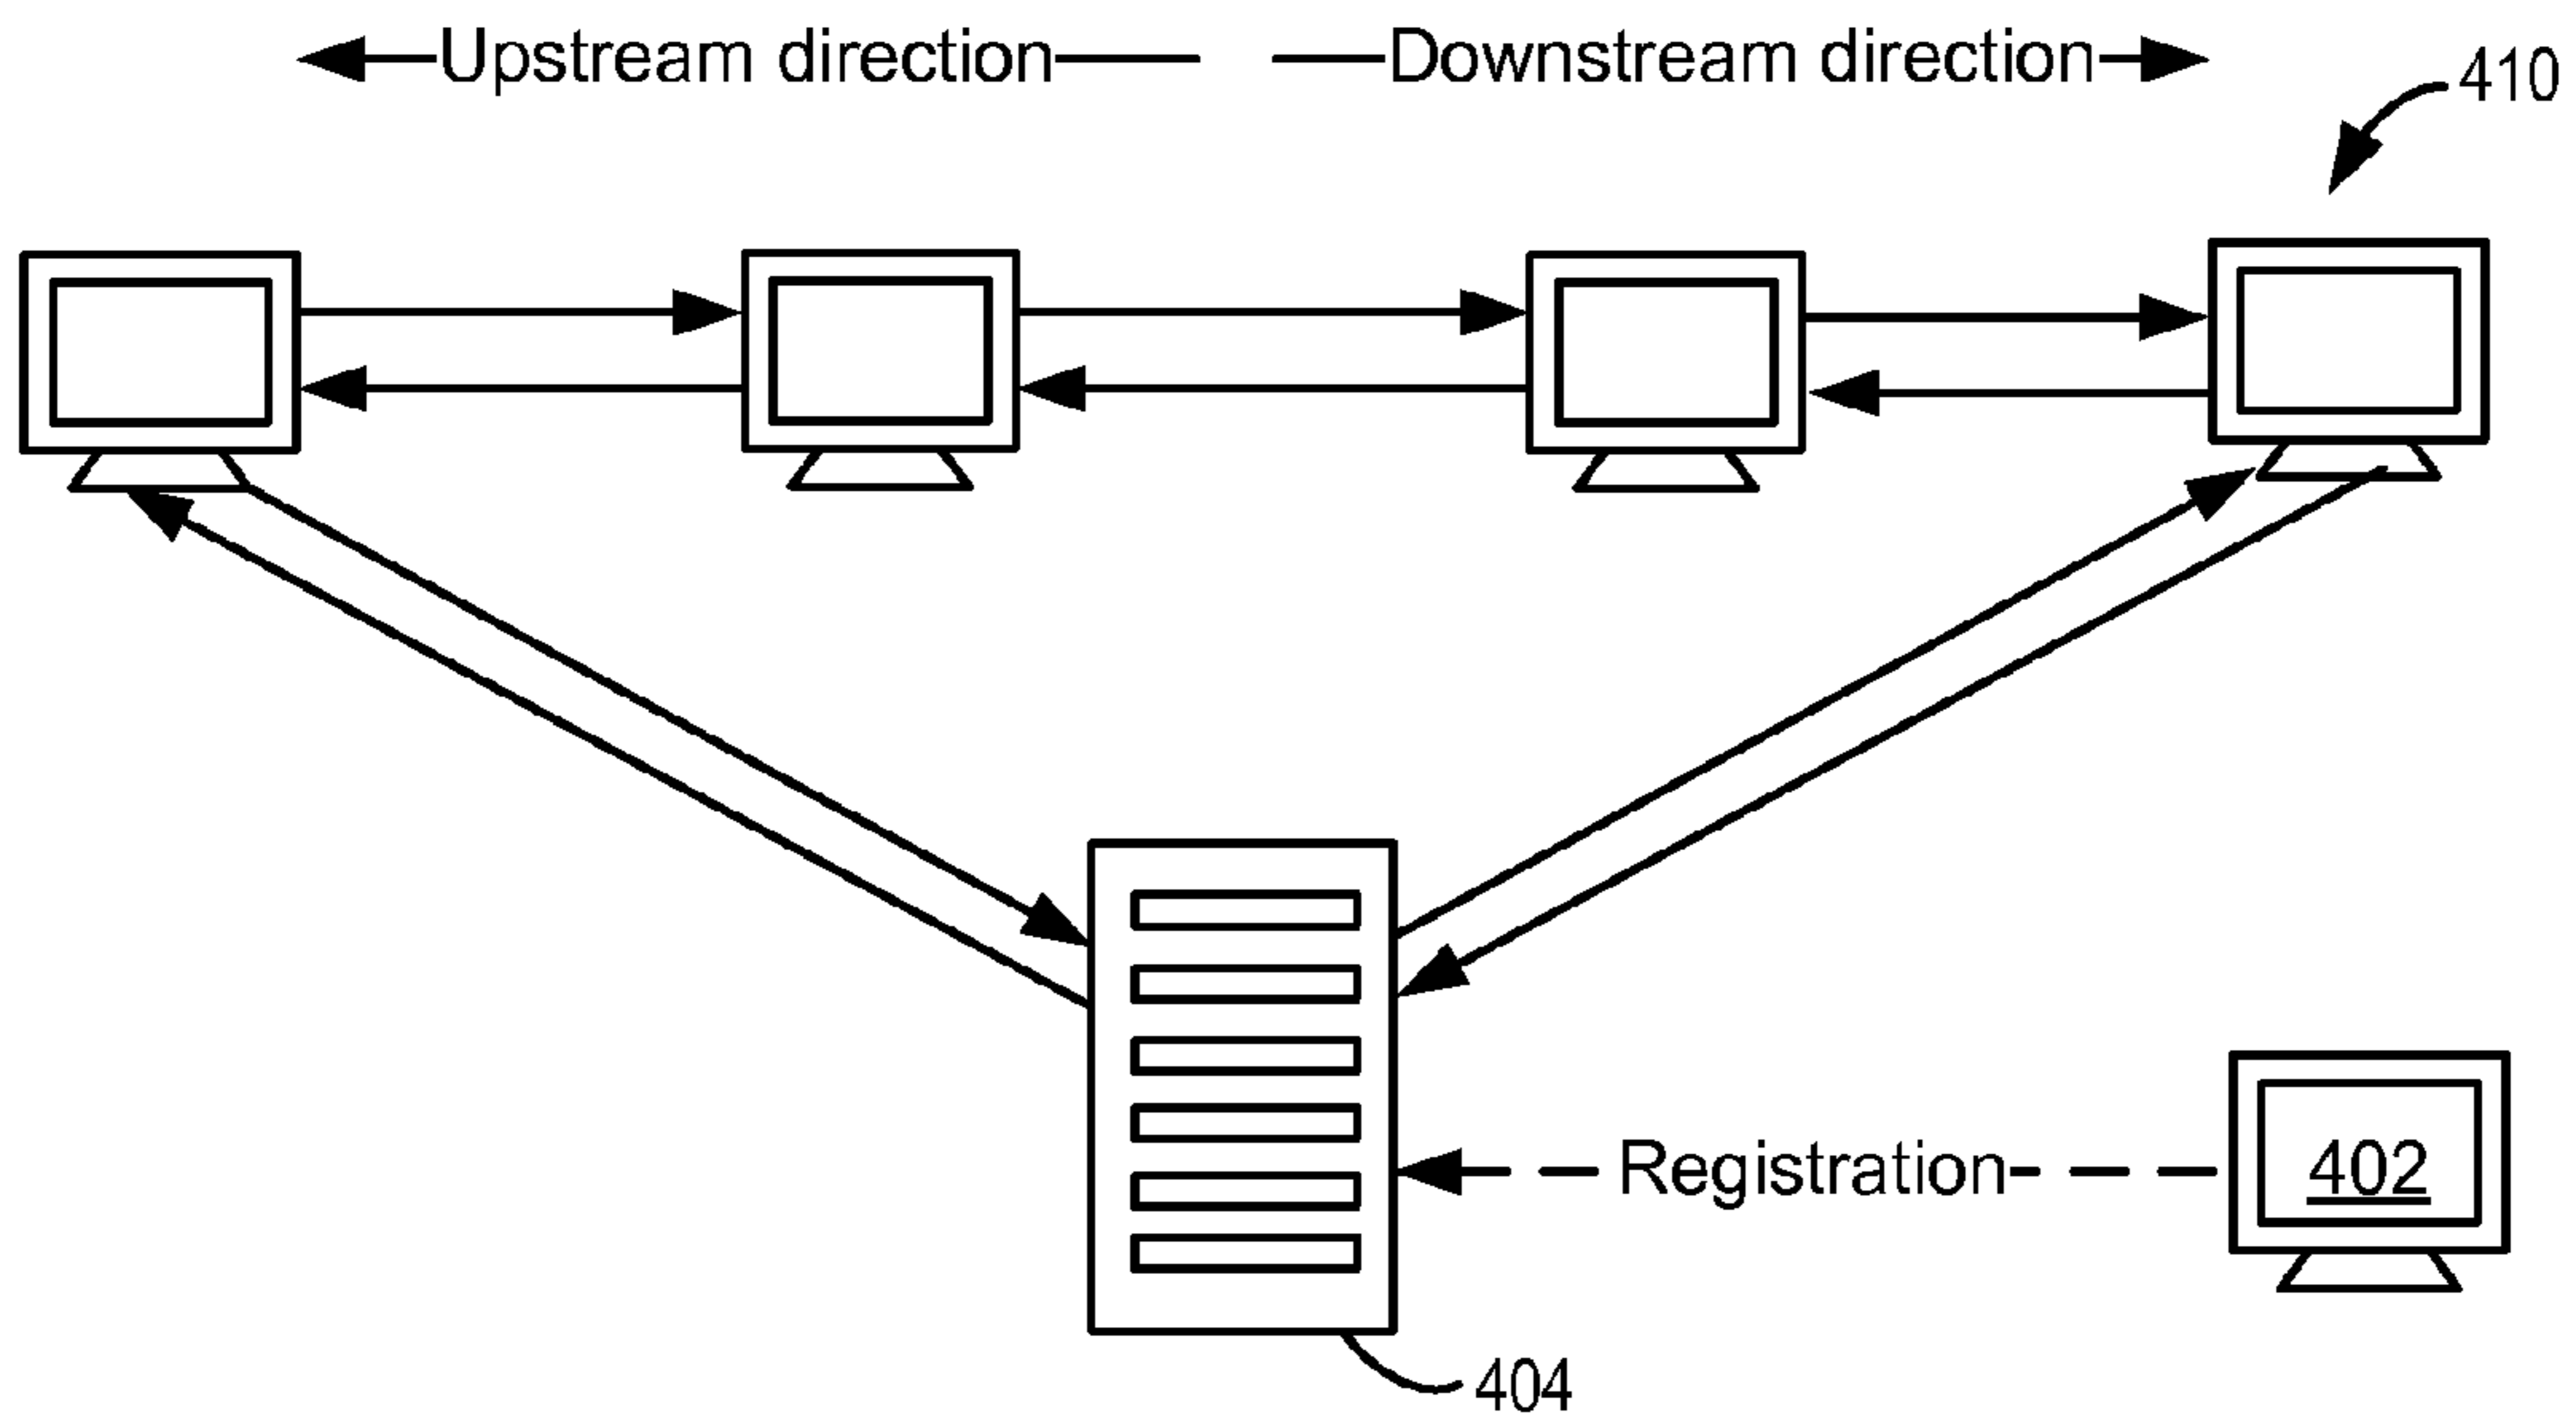 Upstream direction
Downstream direction
410
Registration
402
404